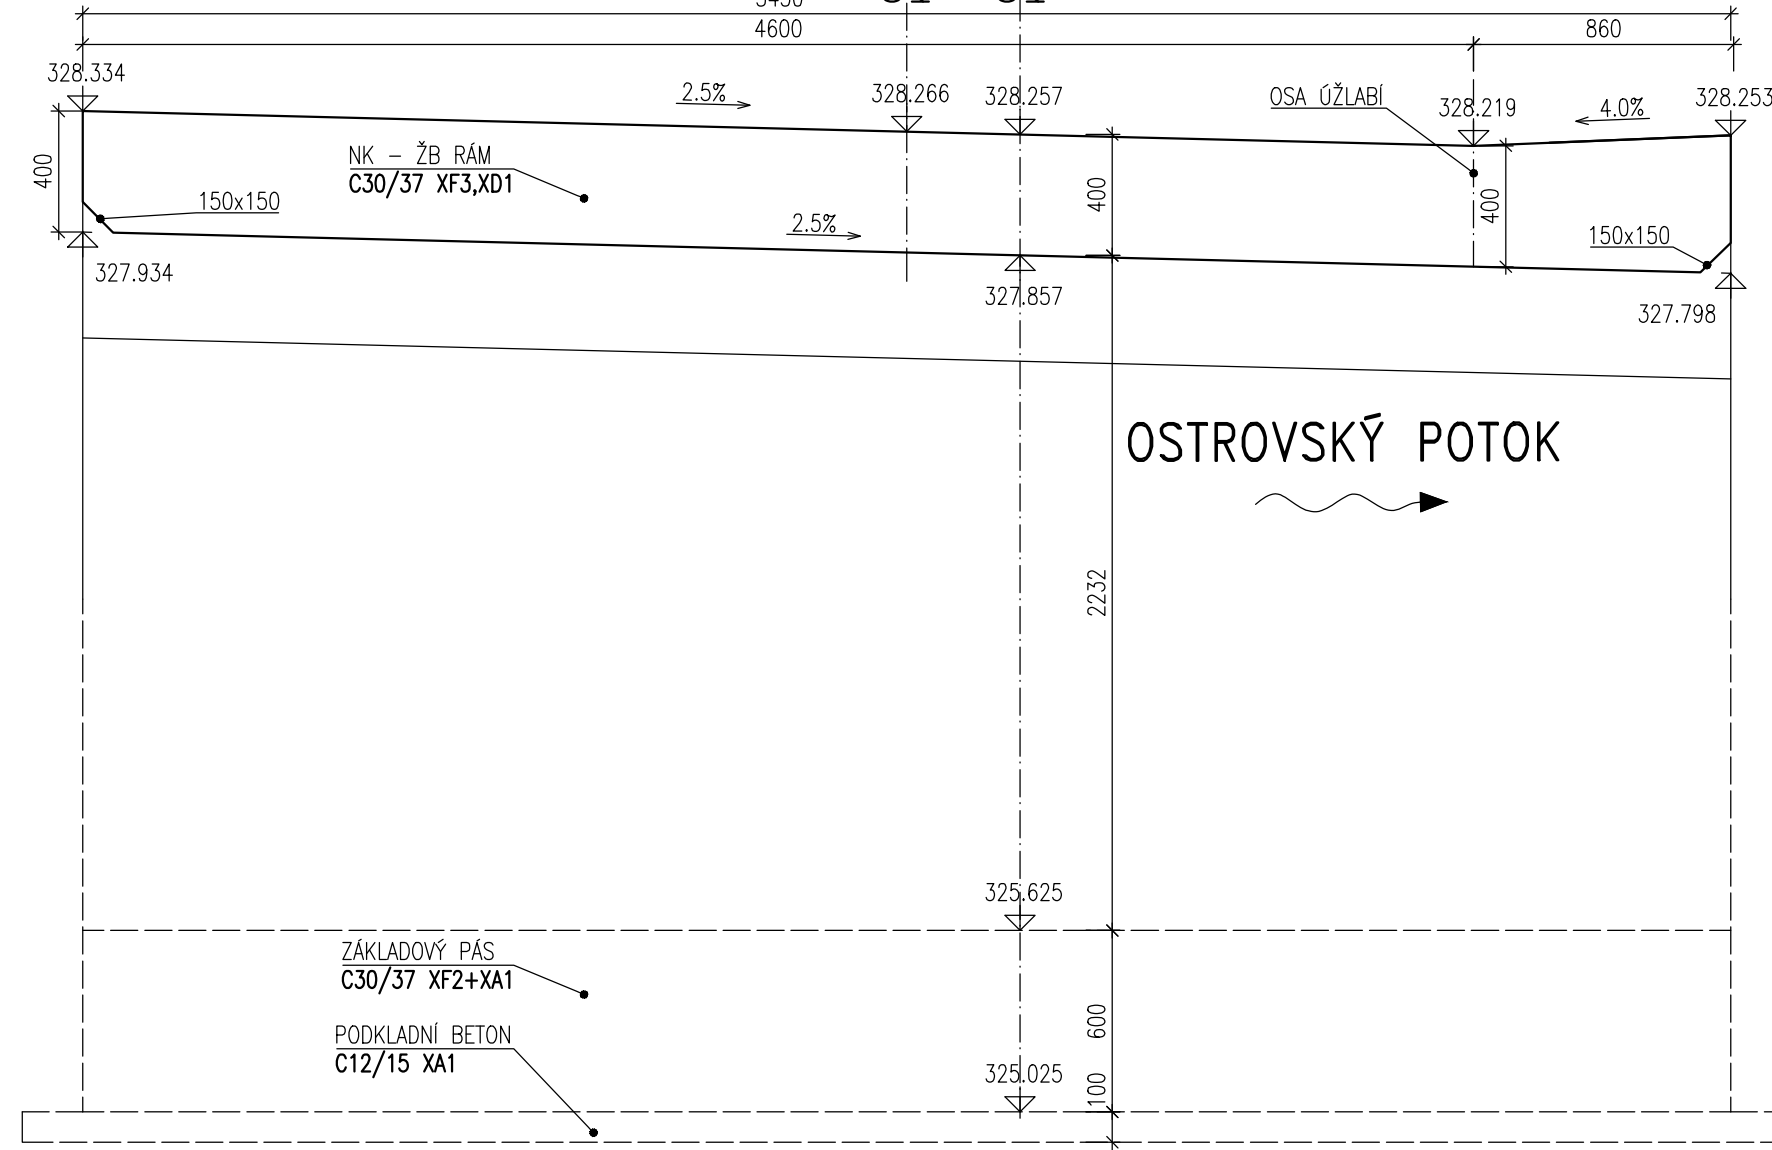 4600
860
328.334
2.5%
328.266
328.257
OSA ÚŽLABÍ
328.219
4.0%
328.253
400
NK – ŽB RÁM
C30/37 XF3,XD1
400
400
150x150
2.5%
150x150
327.934
327.857
327.798
OSTROVSKÝ POTOK
2232
325.625
ZÁKLADOVÝ PÁS
C30/37 XF2+XA1
600
PODKLADNÍ BETON
C12/15 XA1
325.025
100